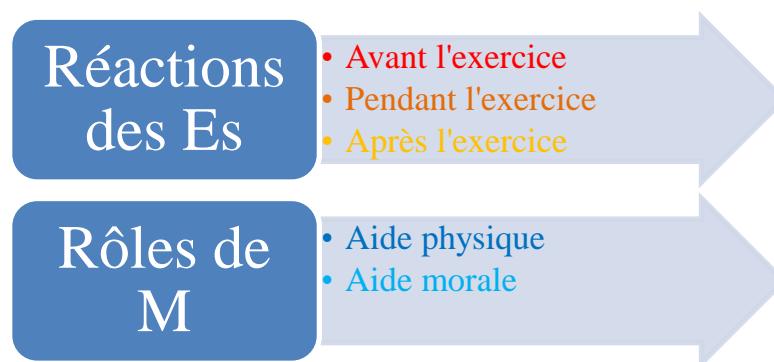 Réactions
des Es
• Avant l'exercice
• Pendant l'exercice
• Après l'exercice
Rôles de
M
• Aide physique
• Aide morale